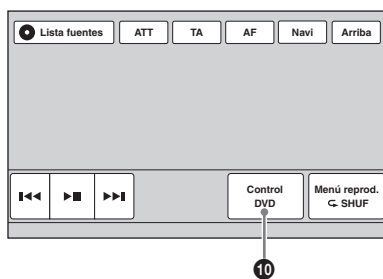 Lista fuentes ATT TA AF Navi Arriba
Control Menú reprod.
DVD SHUF
10